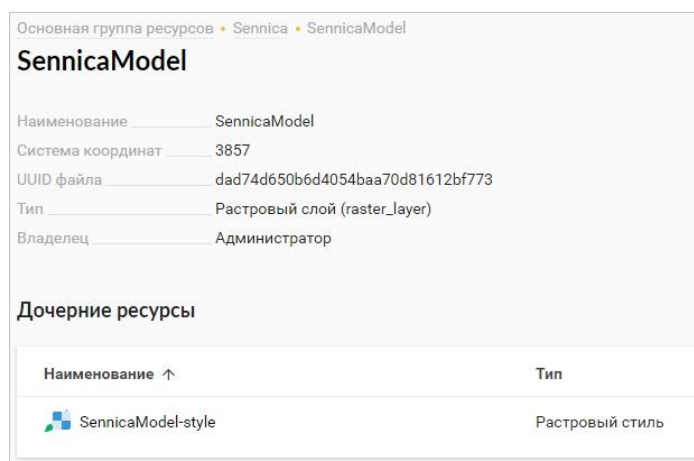 Основная группа ресурсов • Sennica • SennicaModel
SennicaModel
Наименование SennicaModel
Система координат 3857
UUID файла dad74d650b6d4054baa70d81612bf773
Тип Растровый слой (raster_layer)
Владелец Администратор
Дочерние ресурсы
Наименование ↑ Тип
SennicaModel-style Растровый стиль